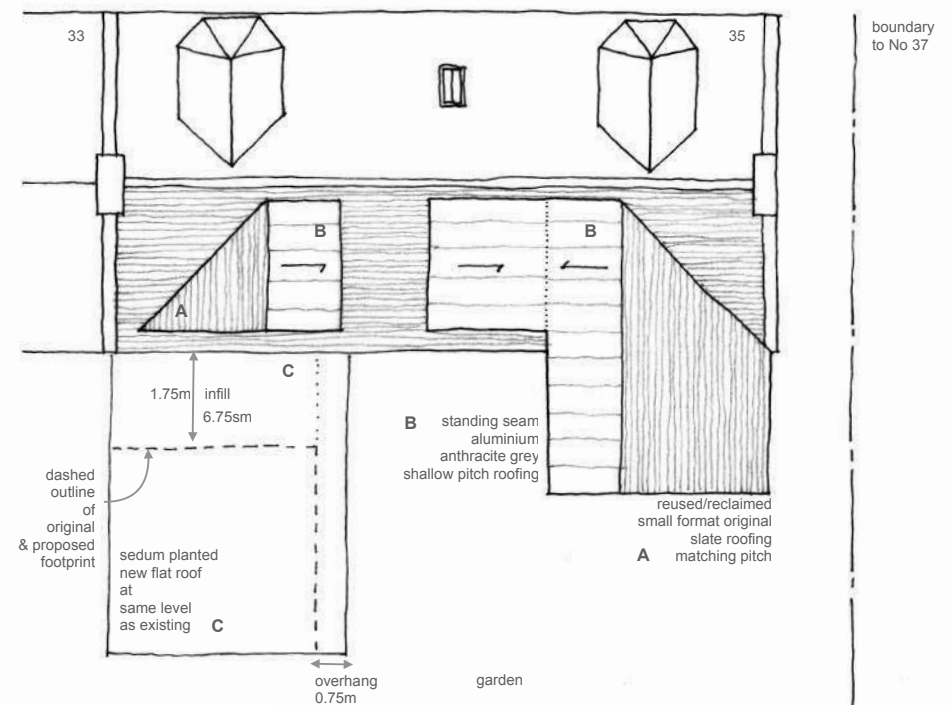 33
35
boundary
to No 37
B
B
A
C
1.75m infill
6.75sm
B standing seam
aluminium
anthracite grey
shallow pitch roofing
dashed
outline
of
original
& proposed
footprint
reused/reclaimed
small format original
slate roofing
A matching pitch
sedum planted
new flat roof
at
same level
as existing C
overhang
0.75m
garden